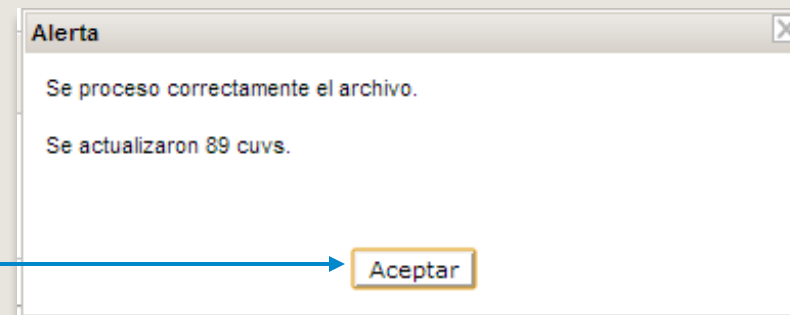 Alerta
Se proceso correctamente el archivo.
Se actualizaron 89 cuvs.
Aceptar